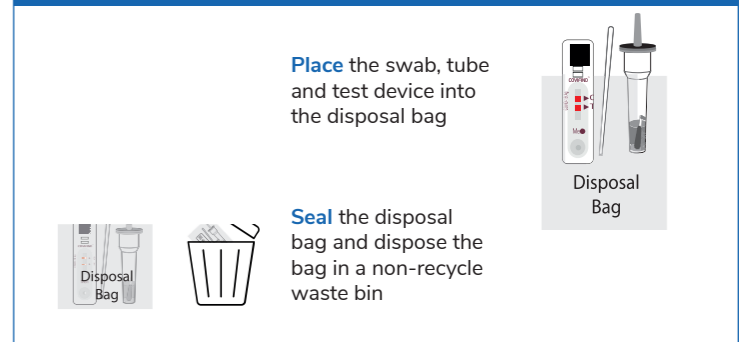 Place the swab, tube
and test device into
the disposal bag
COVIFIND
C
T
Disposal
Bag
Seal the disposal
bag and dispose the
bag in a non-recycle
waste bin
Disposal
Bag